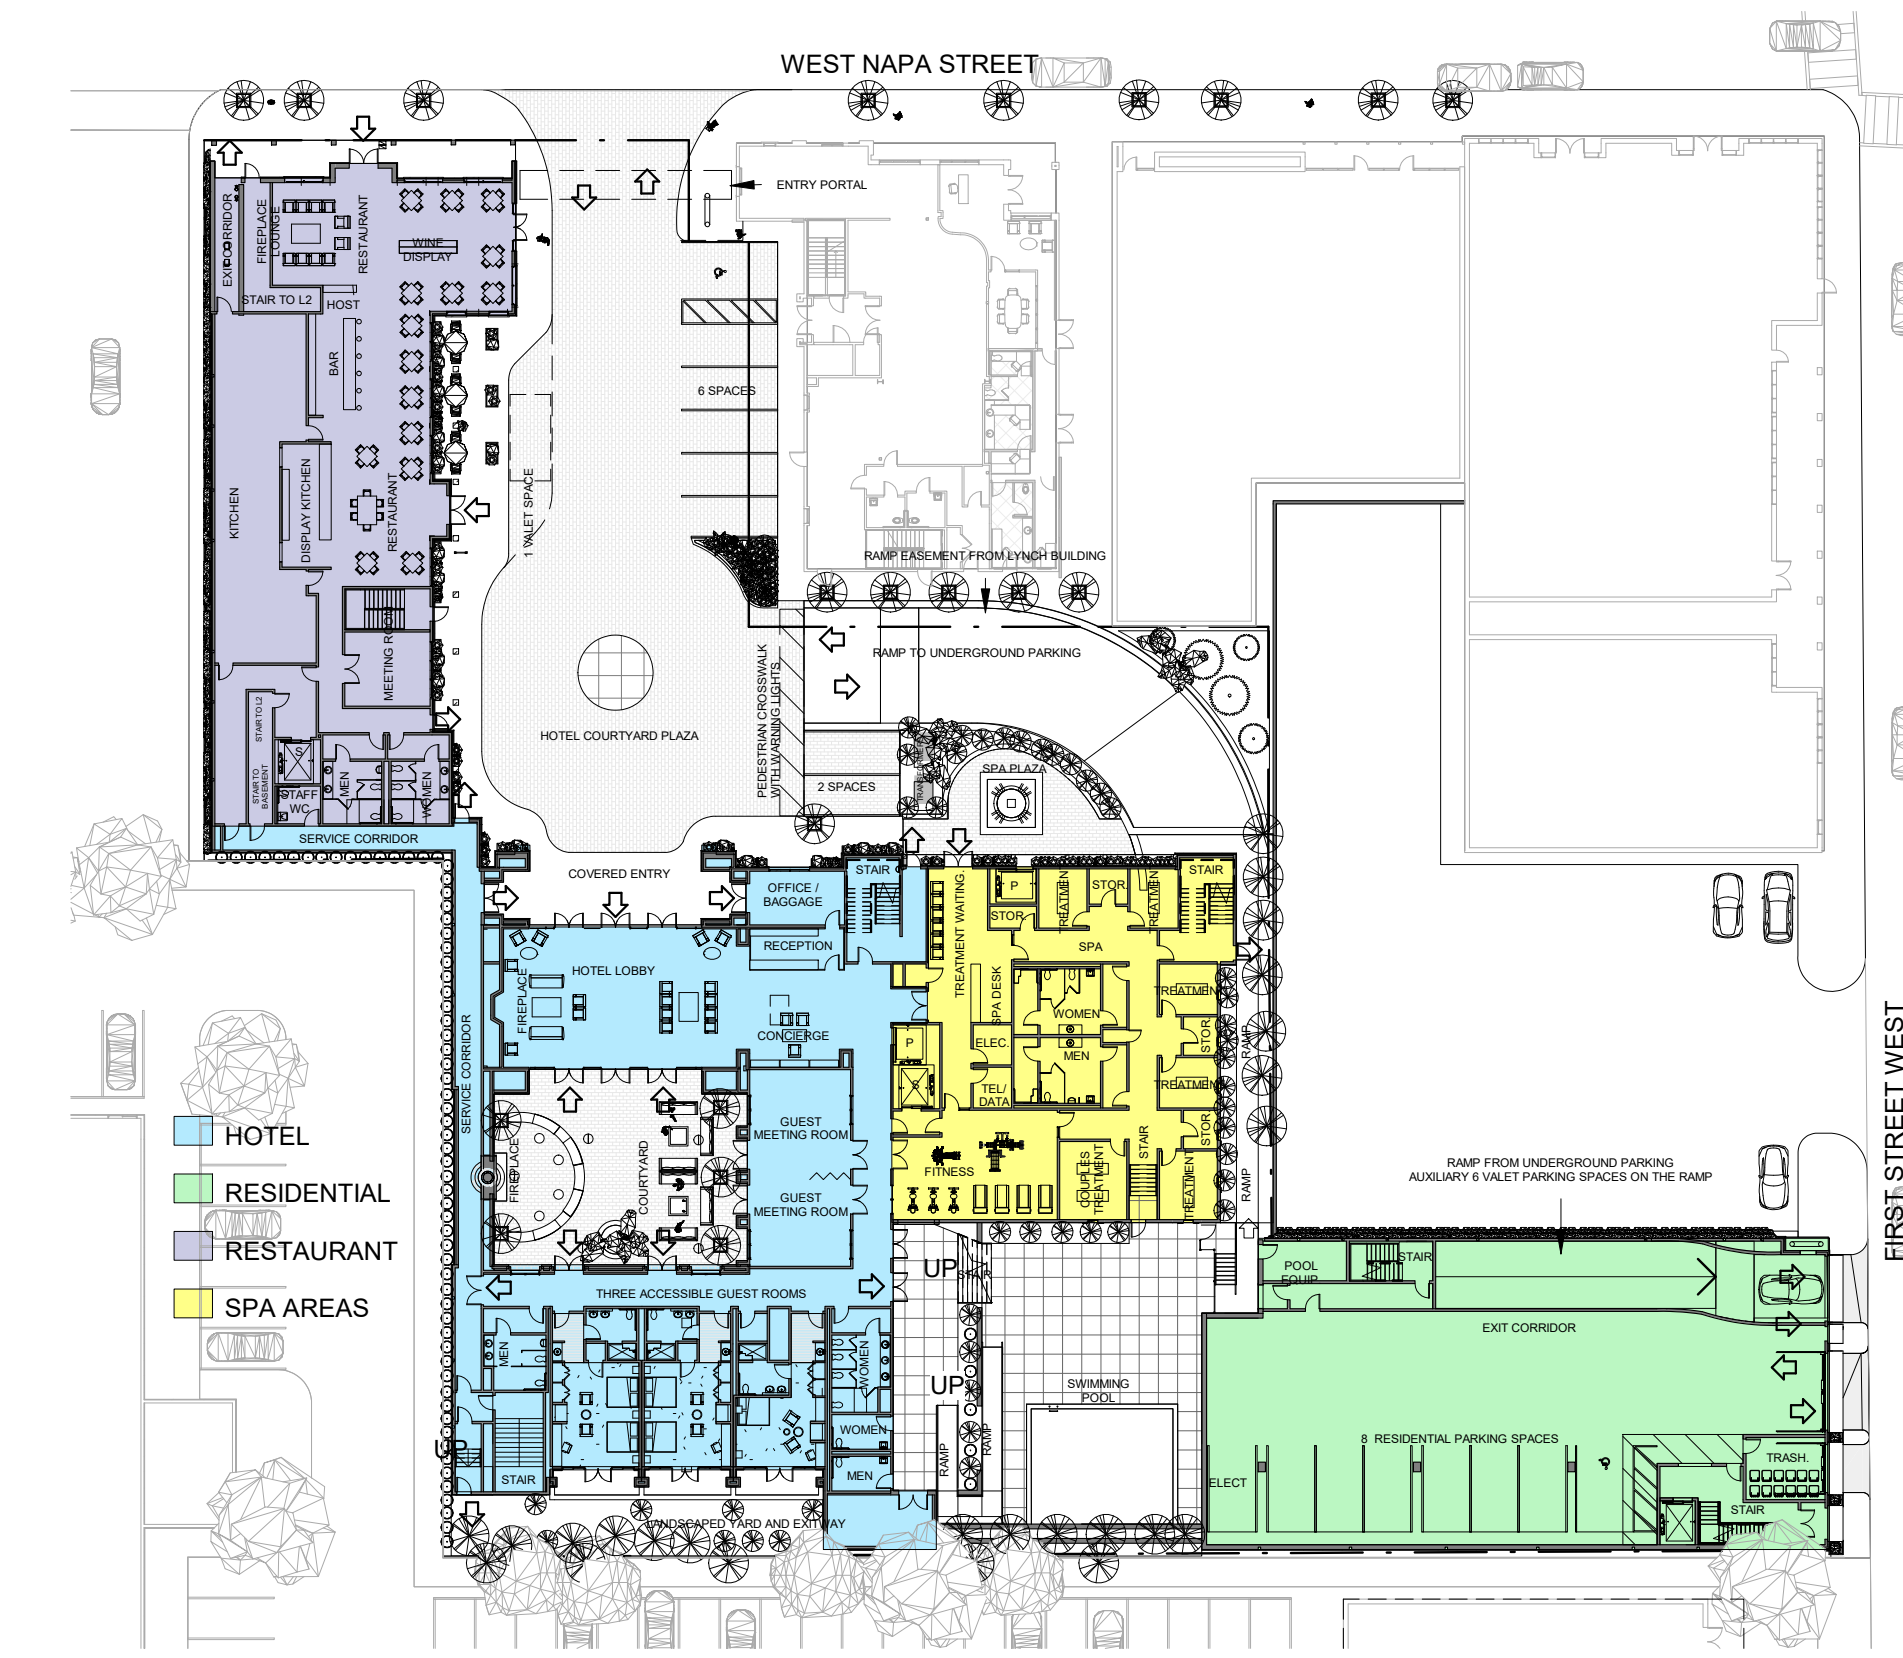 WEST NAPA STREET
ENTRY PORTAL
EXIT CORRIDOR
FIREPLACE
LOUNGE
RESTAURANT
WINE
DISPLAY
STAIR TO L2
HOST
BAR
6 SPACES
KITCHEN
DISPLAY KITCHEN
RESTAURANT
1 VALET SPACE
RAMP EASEMENT FROM LYNCH BUILDING
MEETING ROOM
PEDESTRIAN CROSSWALK
WITH WARNING LIGHTS
RAMP TO UNDERGROUND PARKING
STAIR TO L2
STAIR TO
BASEMENT
S
STAFF
WC
MEN
WOMEN
HOTEL COURTYARD PLAZA
2 SPACES
TRANSFORMER
SPA PLAZA
SERVICE CORRIDOR
COVERED ENTRY
OFFICE /
BAGGAGE
STAIR
TREATMENT WAITING.
P
STOR.
TREATMENT
STOR.
TREATMENT
STAIR
RECEPTION
SPA
HOTEL LOBBY
FIREPLACE
SPA DESK
TREATMENT
WOMEN
CONCIERGE
P
ELEC.
MEN
STOR.
RAMP
SERVICE CORRIDOR
S
TEL/
DATA
TREATMENT
FIREPLACE
COURTYARD
GUEST
MEETING ROOM
STOR.
STAIR
FITNESS
COUPLES
TREATMENT
TREATMENT
RAMP
GUEST
MEETING ROOM
HOTEL
RESIDENTIAL
RESTAURANT
SPA AREAS
RAMP FROM UNDERGROUND PARKING
AUXILIARY 6 VALET PARKING SPACES ON THE RAMP
FIRST STREET WEST
UP
STAIR
POOL
EQUIP.
STAIR
THREE ACCESSIBLE GUEST ROOMS
EXIT CORRIDOR
MEN
WOMEN
UP
SWIMMING
POOL
WOMEN
RAMP
RAMP
8 RESIDENTIAL PARKING SPACES
UP
STAIR
MEN
ELECT
TRASH.
STAIR
LANDSCAPED YARD AND EXITWAY